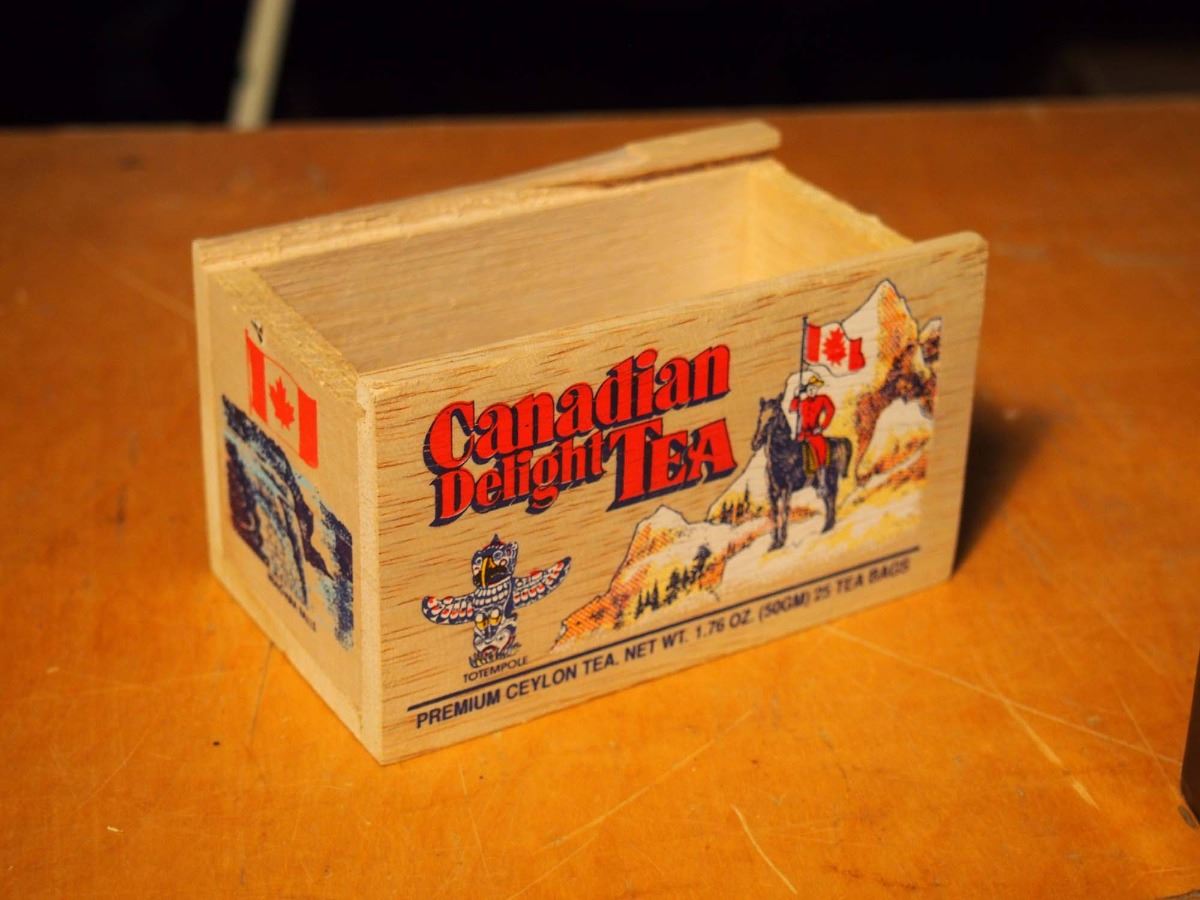 Canadian
Delight TEA
TOTEMPOLE
PREMIUM CEYLON TEA. NET WT. 1.76 OZ. (50GM) 25 TEA BAGS